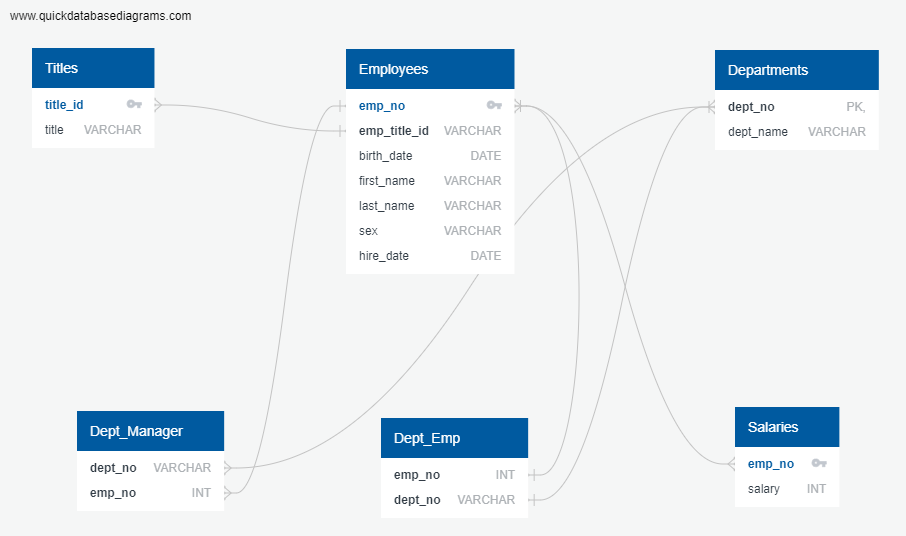 www.quickdatabasediagrams.com
Titles
title_id
title VARCHAR
Employees
emp_no
emp_title_id VARCHAR
birth_date DATE
first_name VARCHAR
last_name VARCHAR
sex VARCHAR
hire_date DATE
Departments
dept_no PK,
dept_name VARCHAR
Dept_Manager
dept_no VARCHAR
emp_no INT
Dept_Emp
emp_no INT
dept_no VARCHAR
Salaries
emp_no
salary INT